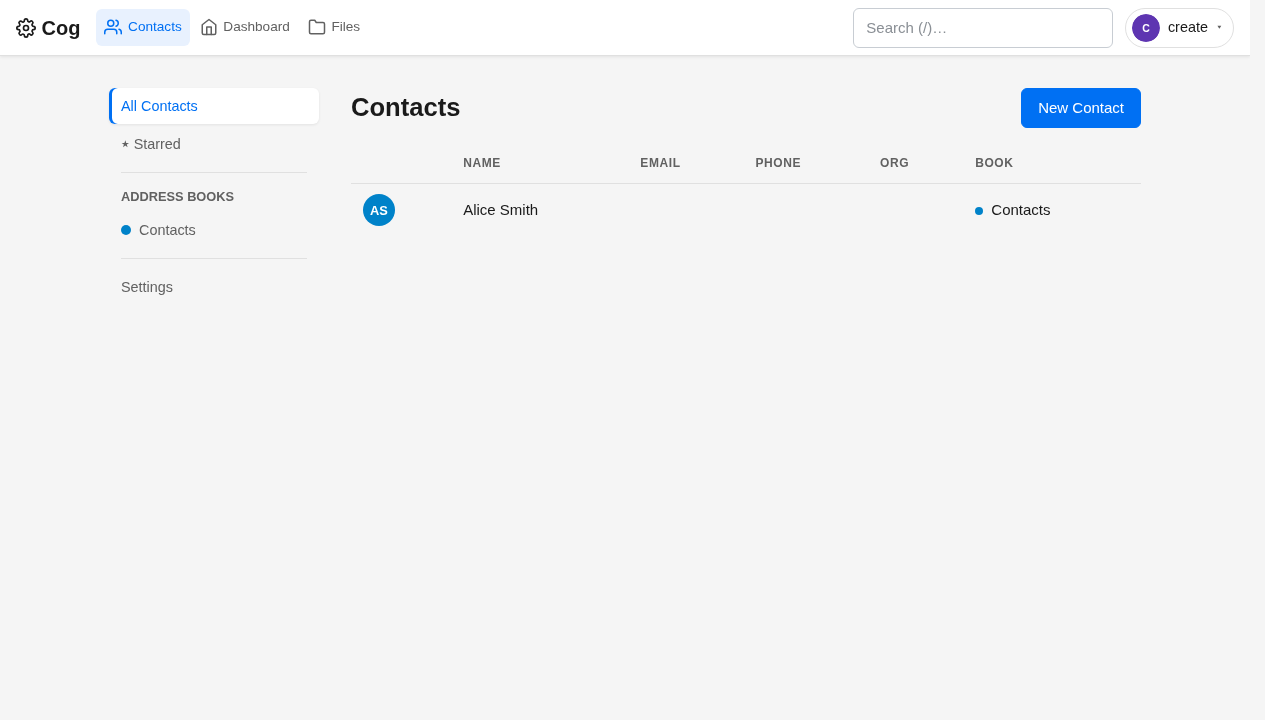 Cog
Contacts
Dashboard
Files
Search (/)…
C
create
All Contacts
★ Starred
ADDRESS BOOKS
Contacts
Settings
Contacts
New Contact
NAME EMAIL PHONE ORG BOOK
AS Alice Smith Contacts